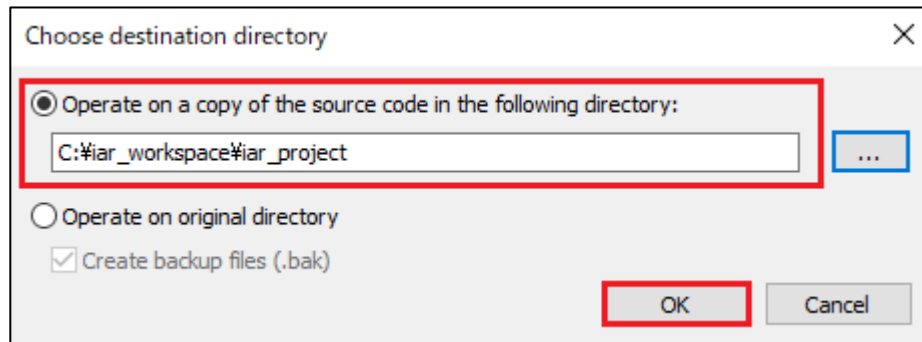 Choose destination directory
Operate on a copy of the source code in the following directory:
C:¥iar_workspace¥iar_project
...
Operate on original directory
Create backup files (.bak)
OK
Cancel